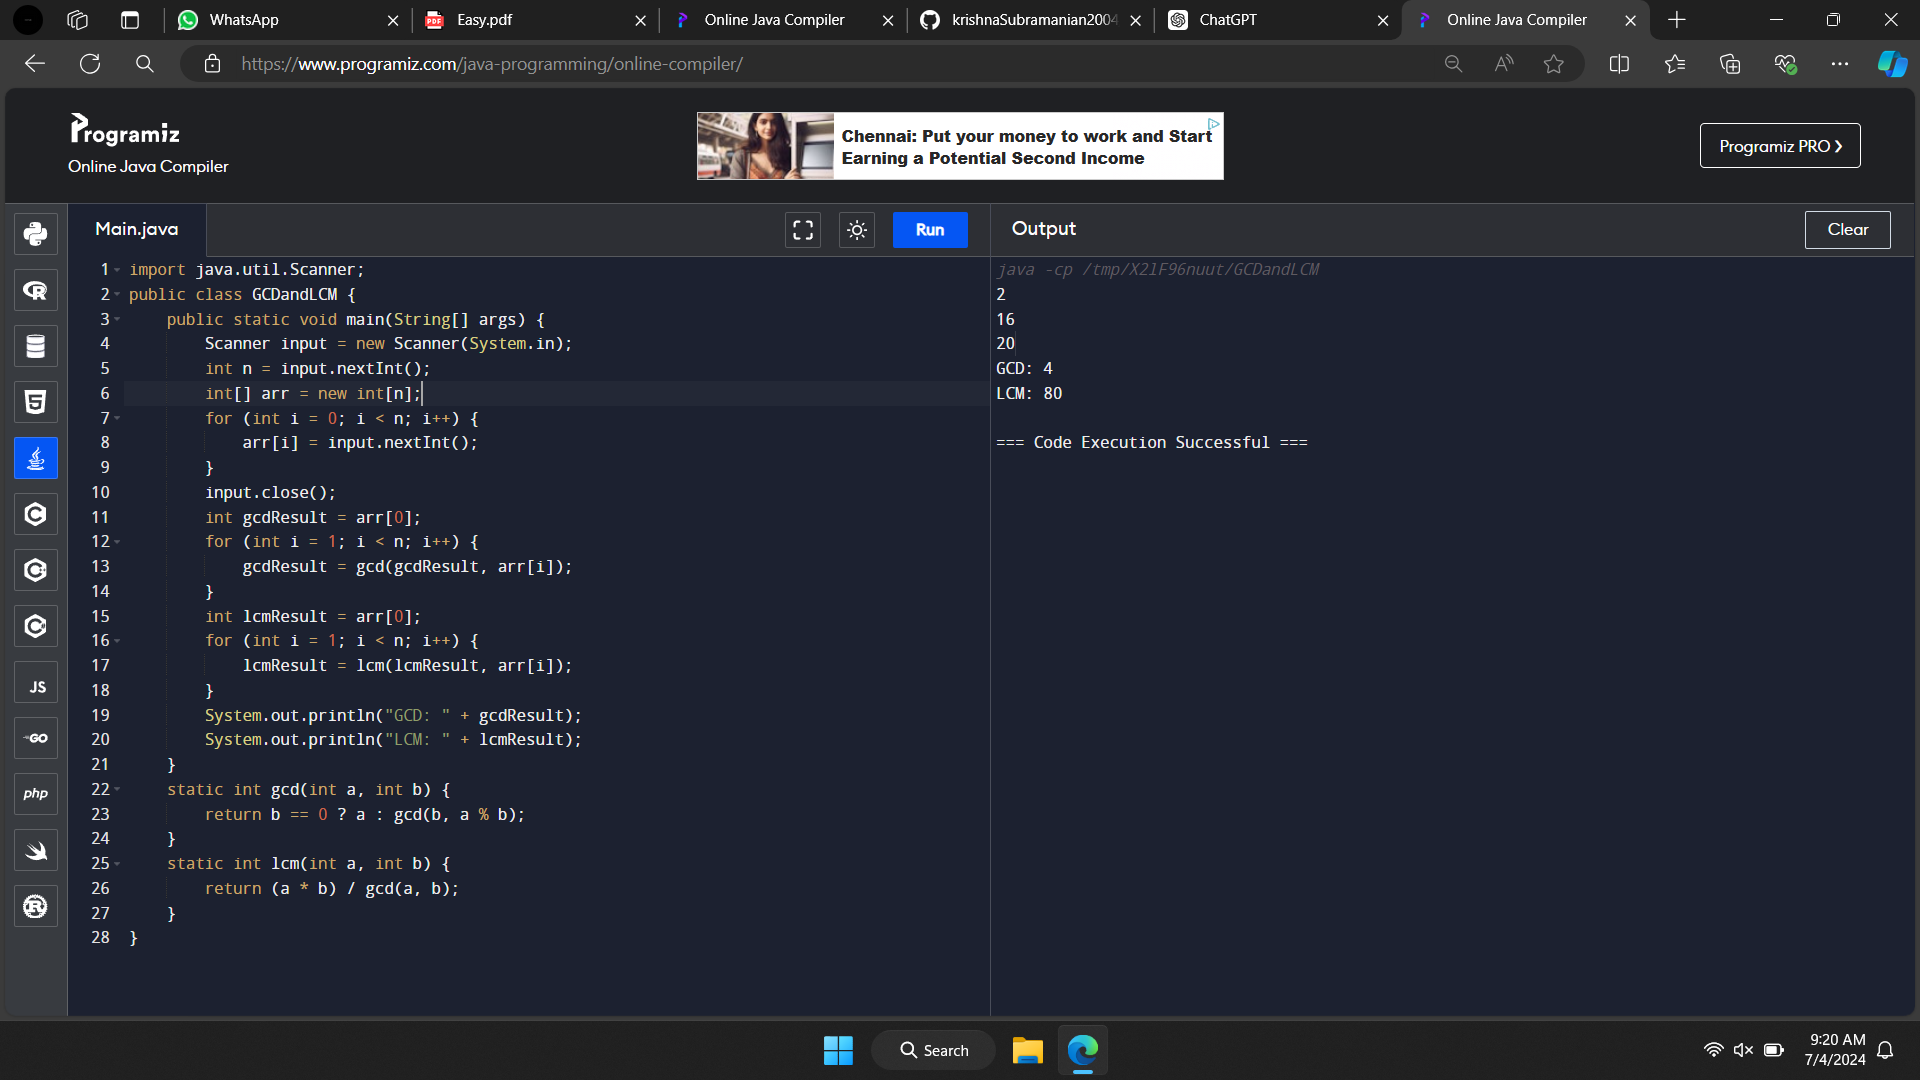 WhatsApp
Easy.pdf
Online Java Compiler
krishnaSubramanian2004
ChatGPT
Online Java Compiler
https://www.programiz.com/java-programming/online-compiler/
Programiz
Online Java Compiler
Chennai: Put your money to work and Start
Earning a Potential Second Income
Programiz PRO
Main.java
Run
Output
Clear
1 import java.util.Scanner;
2 public class GCDandLCM {
3     public static void main(String[] args) {
4         Scanner input = new Scanner(System.in);
5         int n = input.nextInt();
6         int[] arr = new int[n];
7         for (int i = 0; i < n; i++) {
8             arr[i] = input.nextInt();
9         }
10         input.close();
11         int gcdResult = arr[0];
12         for (int i = 1; i < n; i++) {
13             gcdResult = gcd(gcdResult, arr[i]);
14         }
15         int lcmResult = arr[0];
16         for (int i = 1; i < n; i++) {
17             lcmResult = lcm(lcmResult, arr[i]);
18         }
19         System.out.println("GCD: " + gcdResult);
20         System.out.println("LCM: " + lcmResult);
21     }
22     static int gcd(int a, int b) {
23         return b == 0 ? a : gcd(b, a % b);
24     }
25     static int lcm(int a, int b) {
26         return (a * b) / gcd(a, b);
27     }
28 }
java -cp /tmp/X2lF96nuut/GCDandLCM
2
16
20
GCD: 4
LCM: 80
=== Code Execution Successful ===
JS
GO
php
Search
9:20 AM
7/4/2024